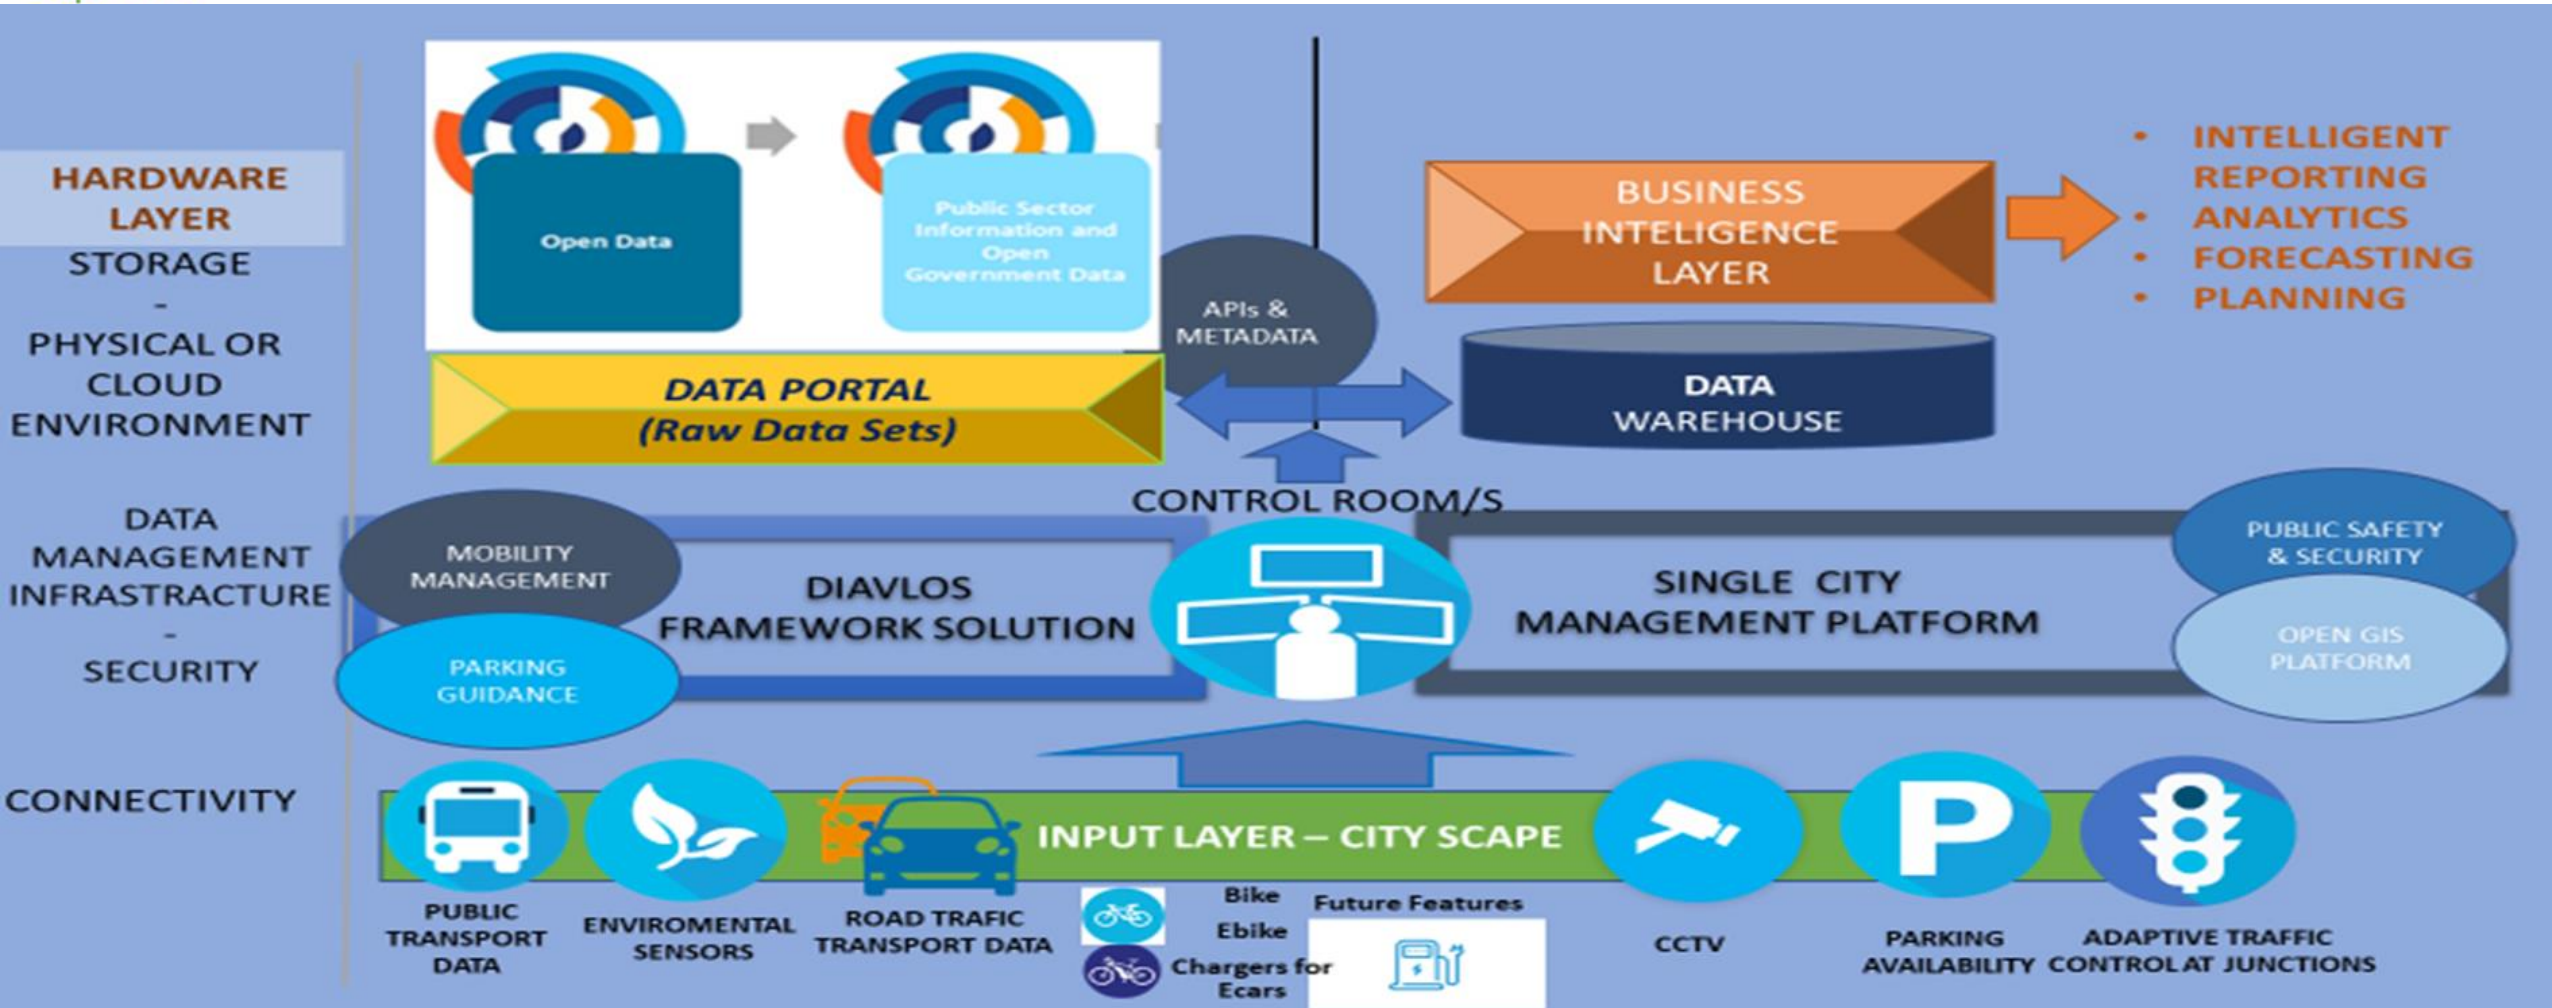 HARDWARE
LAYER
STORAGE
-
PHYSICAL OR
CLOUD
ENVIRONMENT
DATA
MANAGEMENT
INFRASTRACTURE
-
SECURITY
CONNECTIVITY
Open Data
Public Sector
Information and
Open
Government Data
DATA PORTAL
(Raw Data Sets)
APIs &
METADATA
BUSINESS
INTELIGENCE
LAYER
• INTELLIGENT
REPORTING
• ANALYTICS
• FORECASTING
• PLANNING
DATA
WAREHOUSE
CONTROL ROOM/S
MOBILITY
MANAGEMENT
PARKING
GUIDANCE
DIAVLOS
FRAMEWORK SOLUTION
SINGLE CITY
MANAGEMENT PLATFORM
PUBLIC SAFETY
& SECURITY
OPEN GIS
PLATFORM
INPUT LAYER – CITY SCAPE
P
PUBLIC
TRANSPORT
DATA
ENVIROMENTAL
SENSORS
ROAD TRAFIC
TRANSPORT DATA
Bike
Ebike
Chargers for
Ecars
Future Features
CCTV
PARKING
AVAILABILITY
ADAPTIVE TRAFFIC
CONTROL AT JUNCTIONS